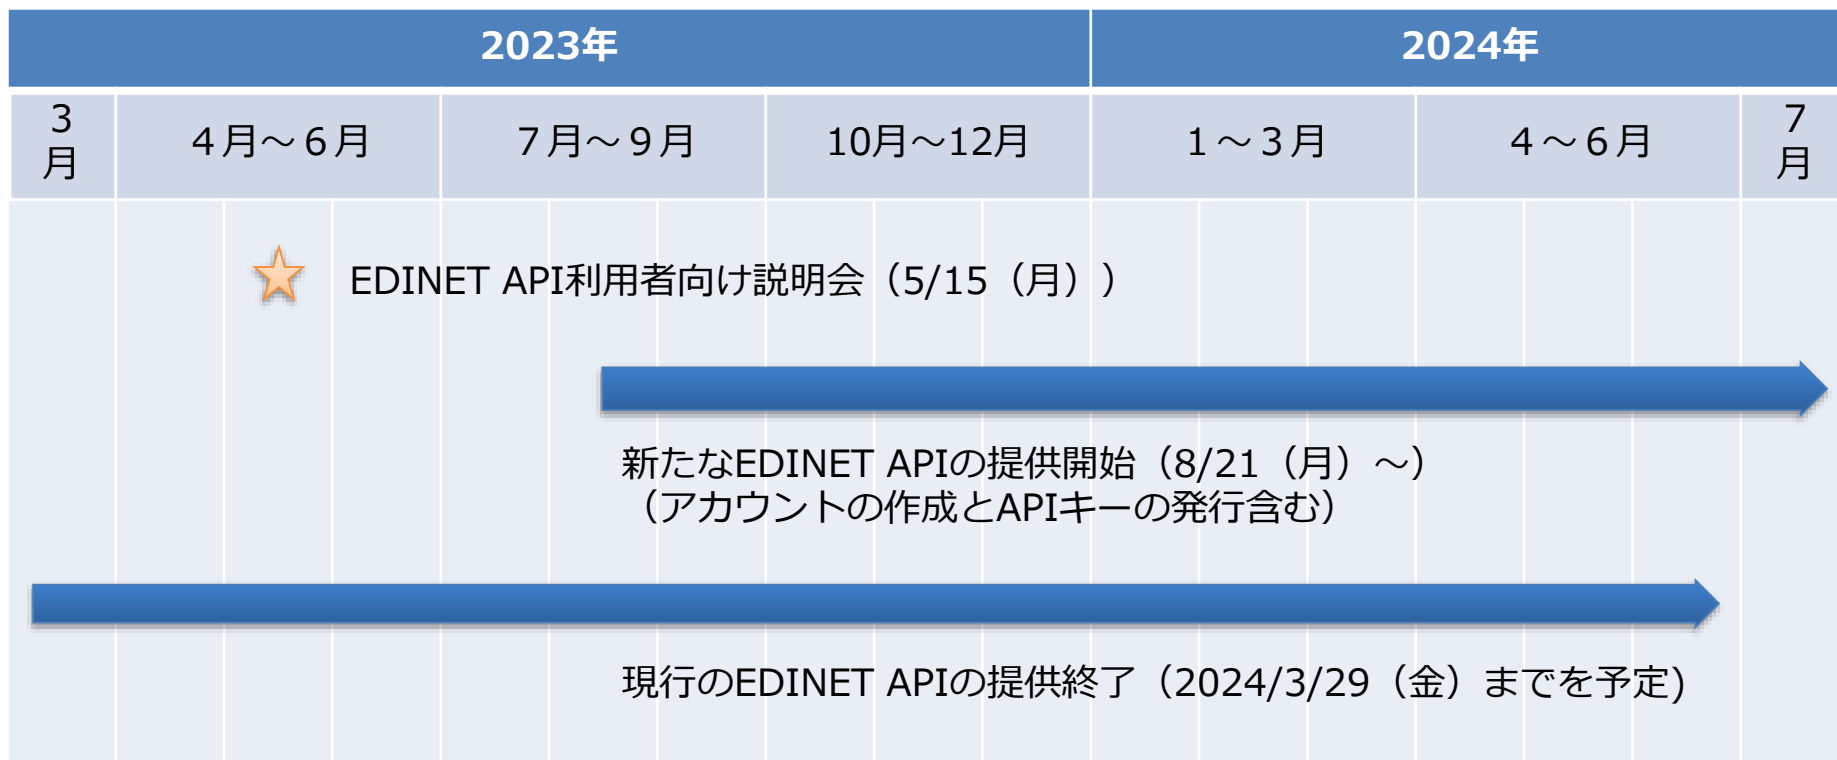 2023年
2024年
3
月
４月～６月
７月～９月
10月～12月
１～３月
４～６月
7
月
EDINET API利用者向け説明会（5/15（月））
新たなEDINET APIの提供開始（8/21（月）～）
（アカウントの作成とAPIキーの発行含む）
現行のEDINET APIの提供終了（2024/3/29（金）までを予定)